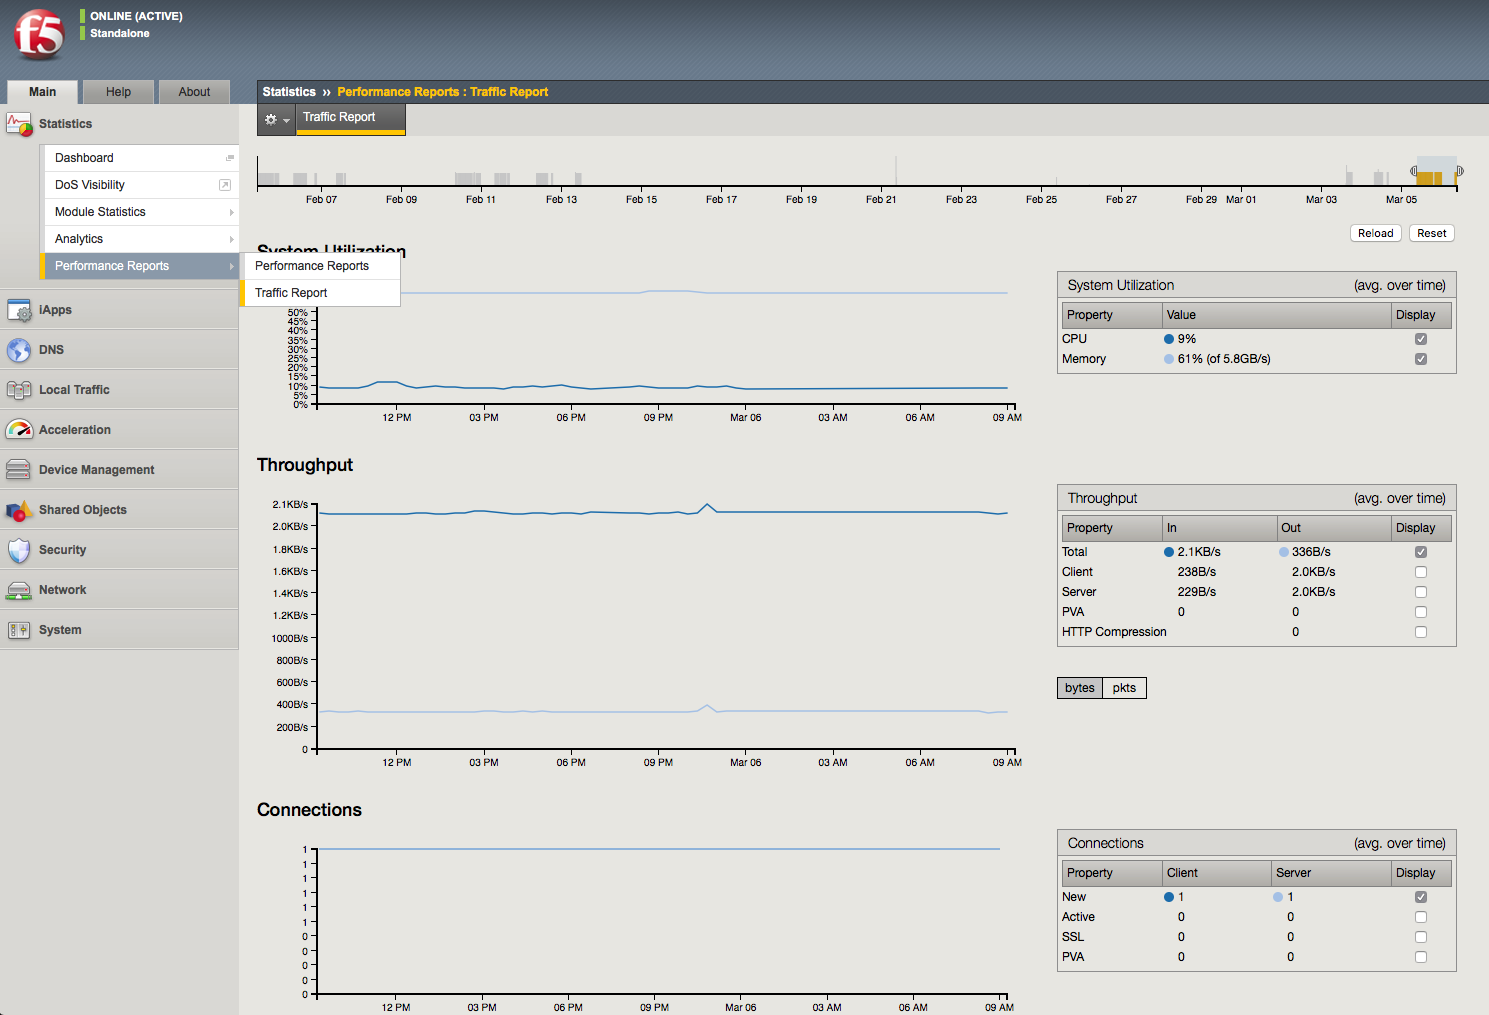 f5
ONLINE (ACTIVE)
Standalone
Main
Help
About
Statistics
Dashboard
DoS Visibility
Module Statistics
Analytics
Performance Reports
Performance Reports
Traffic Report
iApps
DNS
Local Traffic
Acceleration
Device Management
Shared Objects
Security
Network
System
Statistics ›› Performance Reports : Traffic Report
Traffic Report
Feb 07 Feb 09 Feb 11 Feb 13 Feb 15 Feb 17 Feb 19 Feb 21 Feb 23 Feb 25 Feb 27 Feb 29 Mar 01 Mar 03 Mar 05
Reload Reset
System Utilization
50%
45%
40%
35%
30%
25%
20%
15%
10%
5%
0%
12 PM 03 PM 06 PM 09 PM Mar 06 03 AM 06 AM 09 AM
System Utilization (avg. over time)
Property Value Display
CPU 9%
Memory 61% (of 5.8GB/s)
Throughput
2.1KB/s
2.0KB/s
1.8KB/s
1.6KB/s
1.4KB/s
1.2KB/s
1000B/s
800B/s
600B/s
400B/s
200B/s
0
12 PM 03 PM 06 PM 09 PM Mar 06 03 AM 06 AM 09 AM
Throughput (avg. over time)
Property In Out Display
Total 2.1KB/s 336B/s
Client 238B/s 2.0KB/s
Server 229B/s 2.0KB/s
PVA 0 0
HTTP Compression 0
bytes pkts
Connections
1
1
1
1
1
1
0
0
0
0
0
12 PM 03 PM 06 PM 09 PM Mar 06 03 AM 06 AM 09 AM
Connections (avg. over time)
Property Client Server Display
New 1 1
Active 0 0
SSL 0 0
PVA 0 0